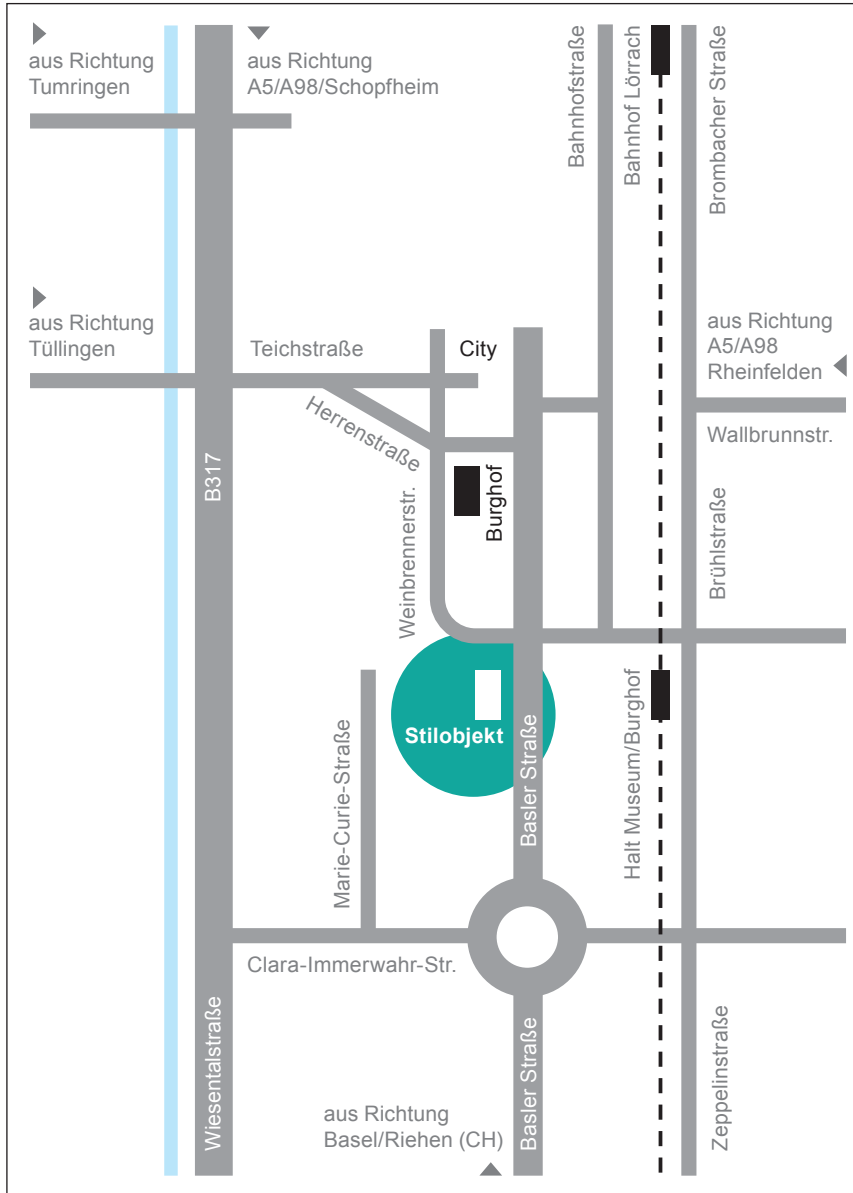 aus Richtung
Tumringen
aus Richtung
A5/A98/Schopfheim
Bahnhofstraße
Bahnhof Lörrach
Brombacher Straße
aus Richtung
Tüllingen
Teichstraße
City
aus Richtung
A5/A98
Rheinfelden
Herrenstraße
Wallbrunnstr.
B317
Burghof
Weinbrennerstr.
Brühlstraße
Stilobjekt
Marie-Curie-Straße
Basler Straße
Halt Museum/Burghof
Clara-Immerwahr-Str.
Wiesentalstraße
aus Richtung
Basel/Riehen (CH)
Basler Straße
Zeppelinstraße